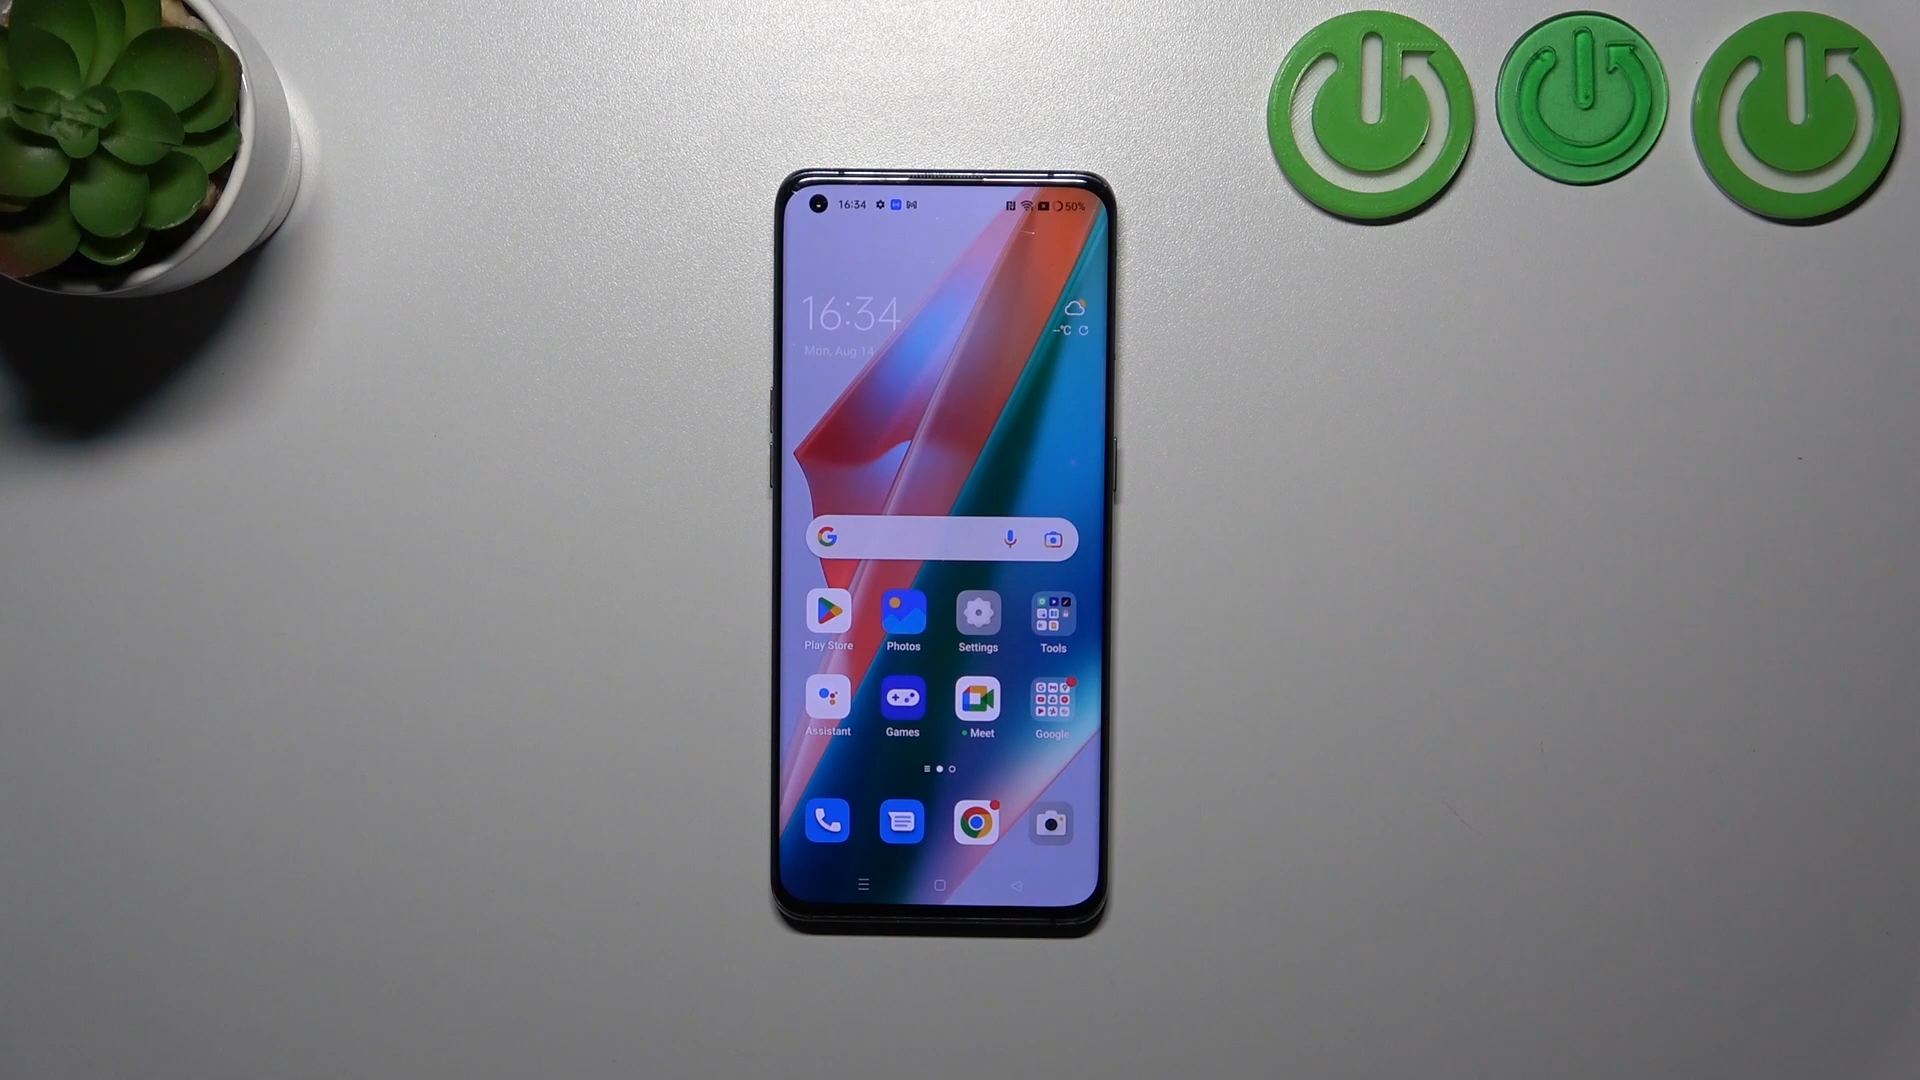 16:34
50%
16:34
Mon, Aug 14
--°C
G
Play Store
Photos
Settings
Tools
Assistant
Games
Meet
Google